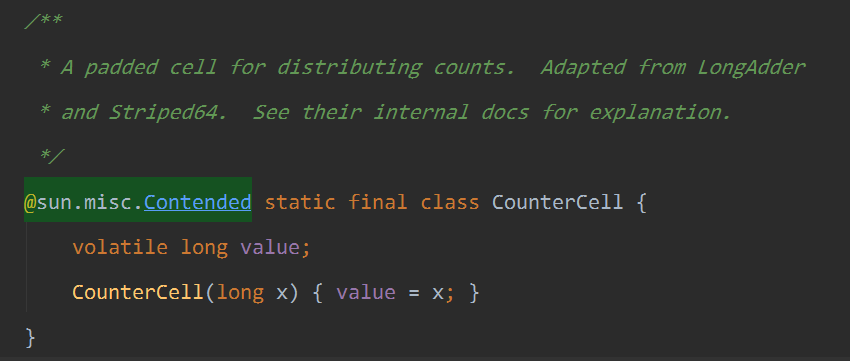 /**
* A padded cell for distributing counts.  Adapted from LongAdder
* and Striped64.  See their internal docs for explanation.
*/
@sun.misc.Contended static final class CounterCell {
volatile long value;
CounterCell(long x) { value = x; }
}